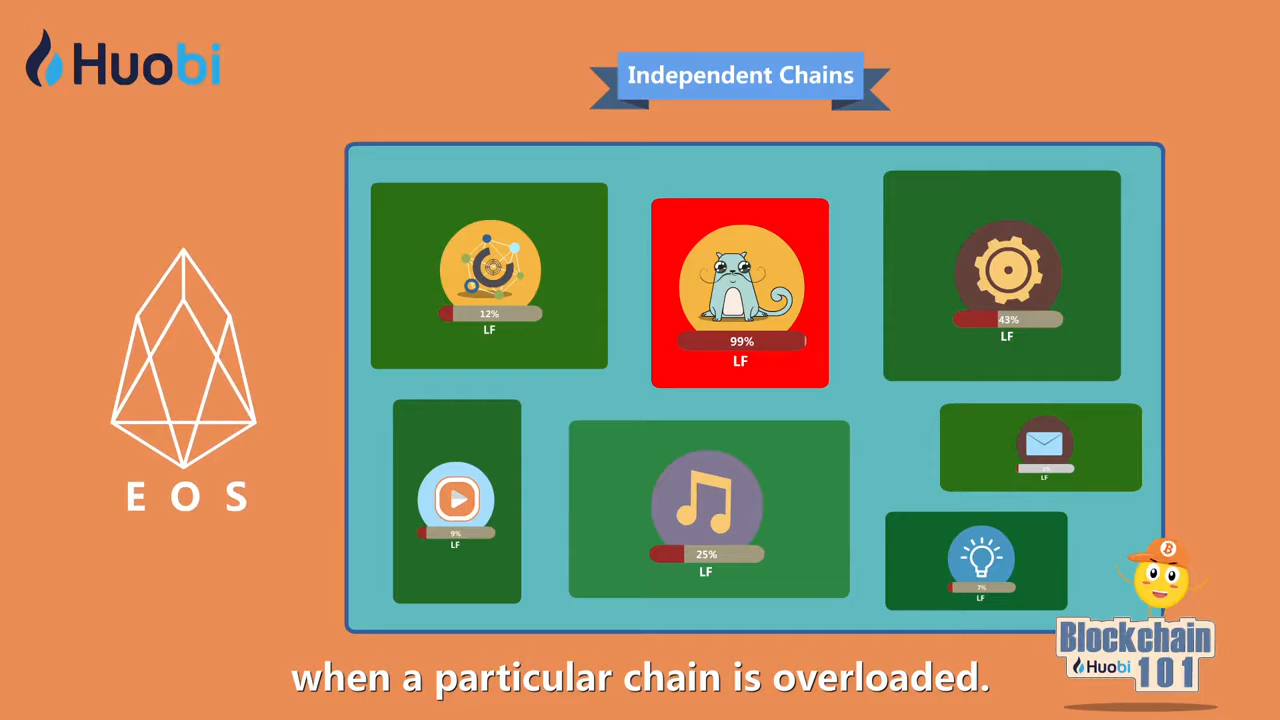 Huobi
Independent Chains
12%
LF
99%
LF
43%
LF
EOS
9%
LF
25%
LF
LF
7%
LF
Blockchain
Huobi 101
when a particular chain is overloaded.